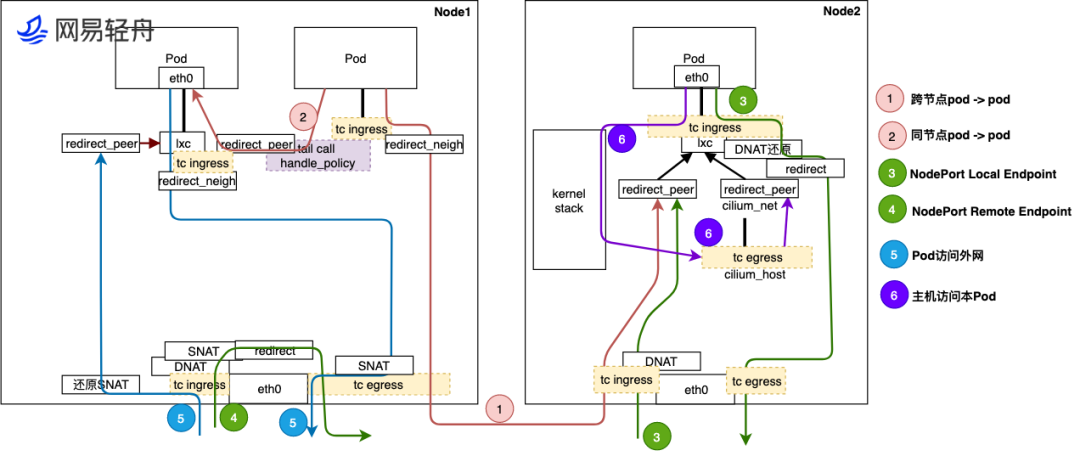 网易轻舟
Node1
Pod
eth0
redirect_peer
lxc
tc ingress
redirect_neigh
redirect_peer
2
tail call
handle_policy
Pod
tc ingress
redirect_neigh
SNAT
redirect
DNAT
还原SNAT
tc ingress
eth0
SNAT
tc egress
5
4
5
1
Node2
Pod
eth0
3
tc ingress
6
lxc
DNAT还原
redirect
redirect_peer
redirect_peer
cilium_net
kernel
stack
6
tc egress
cilium_host
DNAT
tc ingress
eth0
tc egress
3
1 跨节点pod -> pod
2 同节点pod -> pod
3 NodePort Local Endpoint
4 NodePort Remote Endpoint
5 Pod访问外网
6 主机访问本Pod